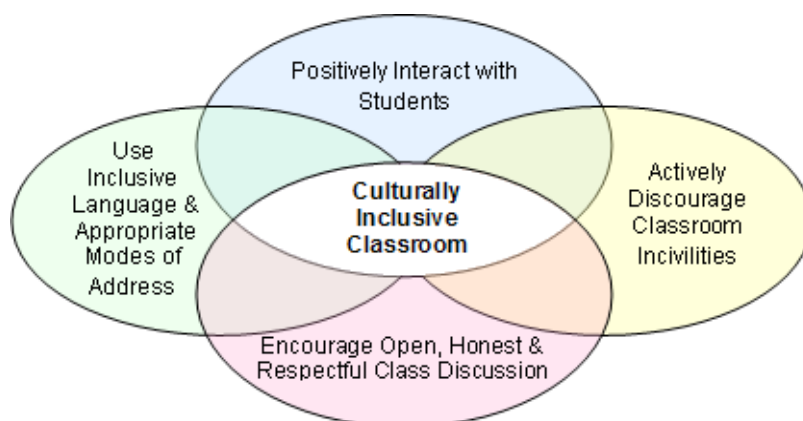 Positively Interact with
Students
Use
Inclusive
Language &
Appropriate
Modes of
Address
Culturally
Inclusive
Classroom
Actively
Discourage
Classroom
Incivilities
Encourage Open, Honest &
Respectful Class Discussion